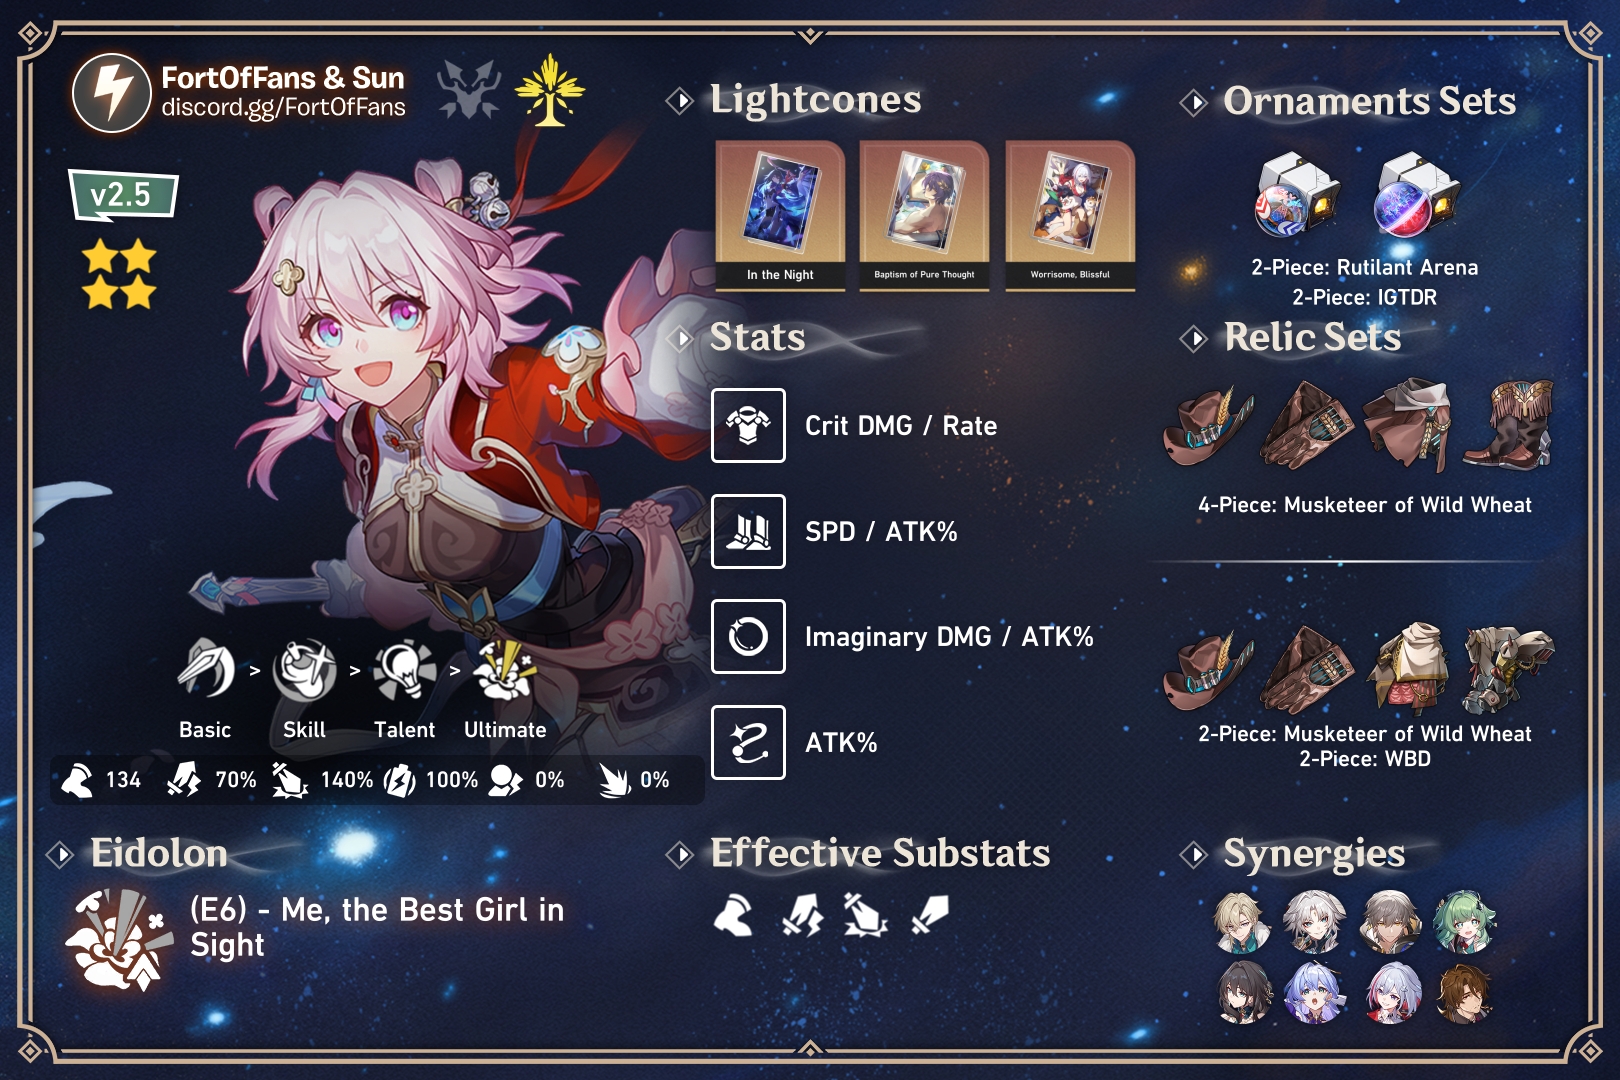 FortOfFans & Sun
discord.gg/FortOfFans
v2.5
Basic > Skill > Talent > Ultimate
134 70% 140% 100% 0% 0%
Eidolon
(E6) - Me, the Best Girl in
Sight
Lightcones
In the Night
Baptism of Pure Thought
Worrisome, Blissful
Stats
Crit DMG / Rate
SPD / ATK%
Imaginary DMG / ATK%
ATK%
Effective Substats
Ornaments Sets
2-Piece: Rutilant Arena
2-Piece: IGTDR
Relic Sets
4-Piece: Musketeer of Wild Wheat
2-Piece: Musketeer of Wild Wheat
2-Piece: WBD
Synergies